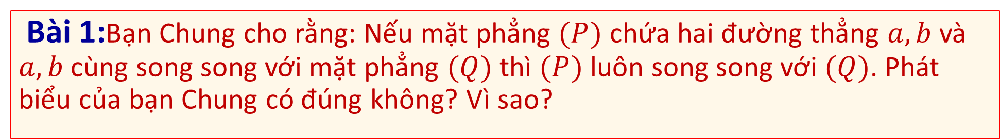 Bài 1:Bạn Chung cho rằng: Nếu mặt phẳng (P) chứa hai đường thẳng a, b và
a, b cùng song song với mặt phẳng (Q) thì (P) luôn song song với (Q). Phát
biểu của bạn Chung có đúng không? Vì sao?